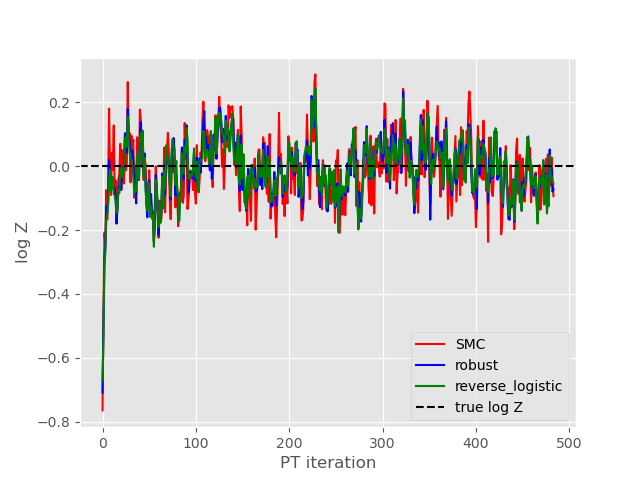 log Z
0.2
0.0
−0.2
−0.4
−0.6
−0.8
0
100
200
300
400
500
PT iteration
SMC
robust
reverse_logistic
true log Z